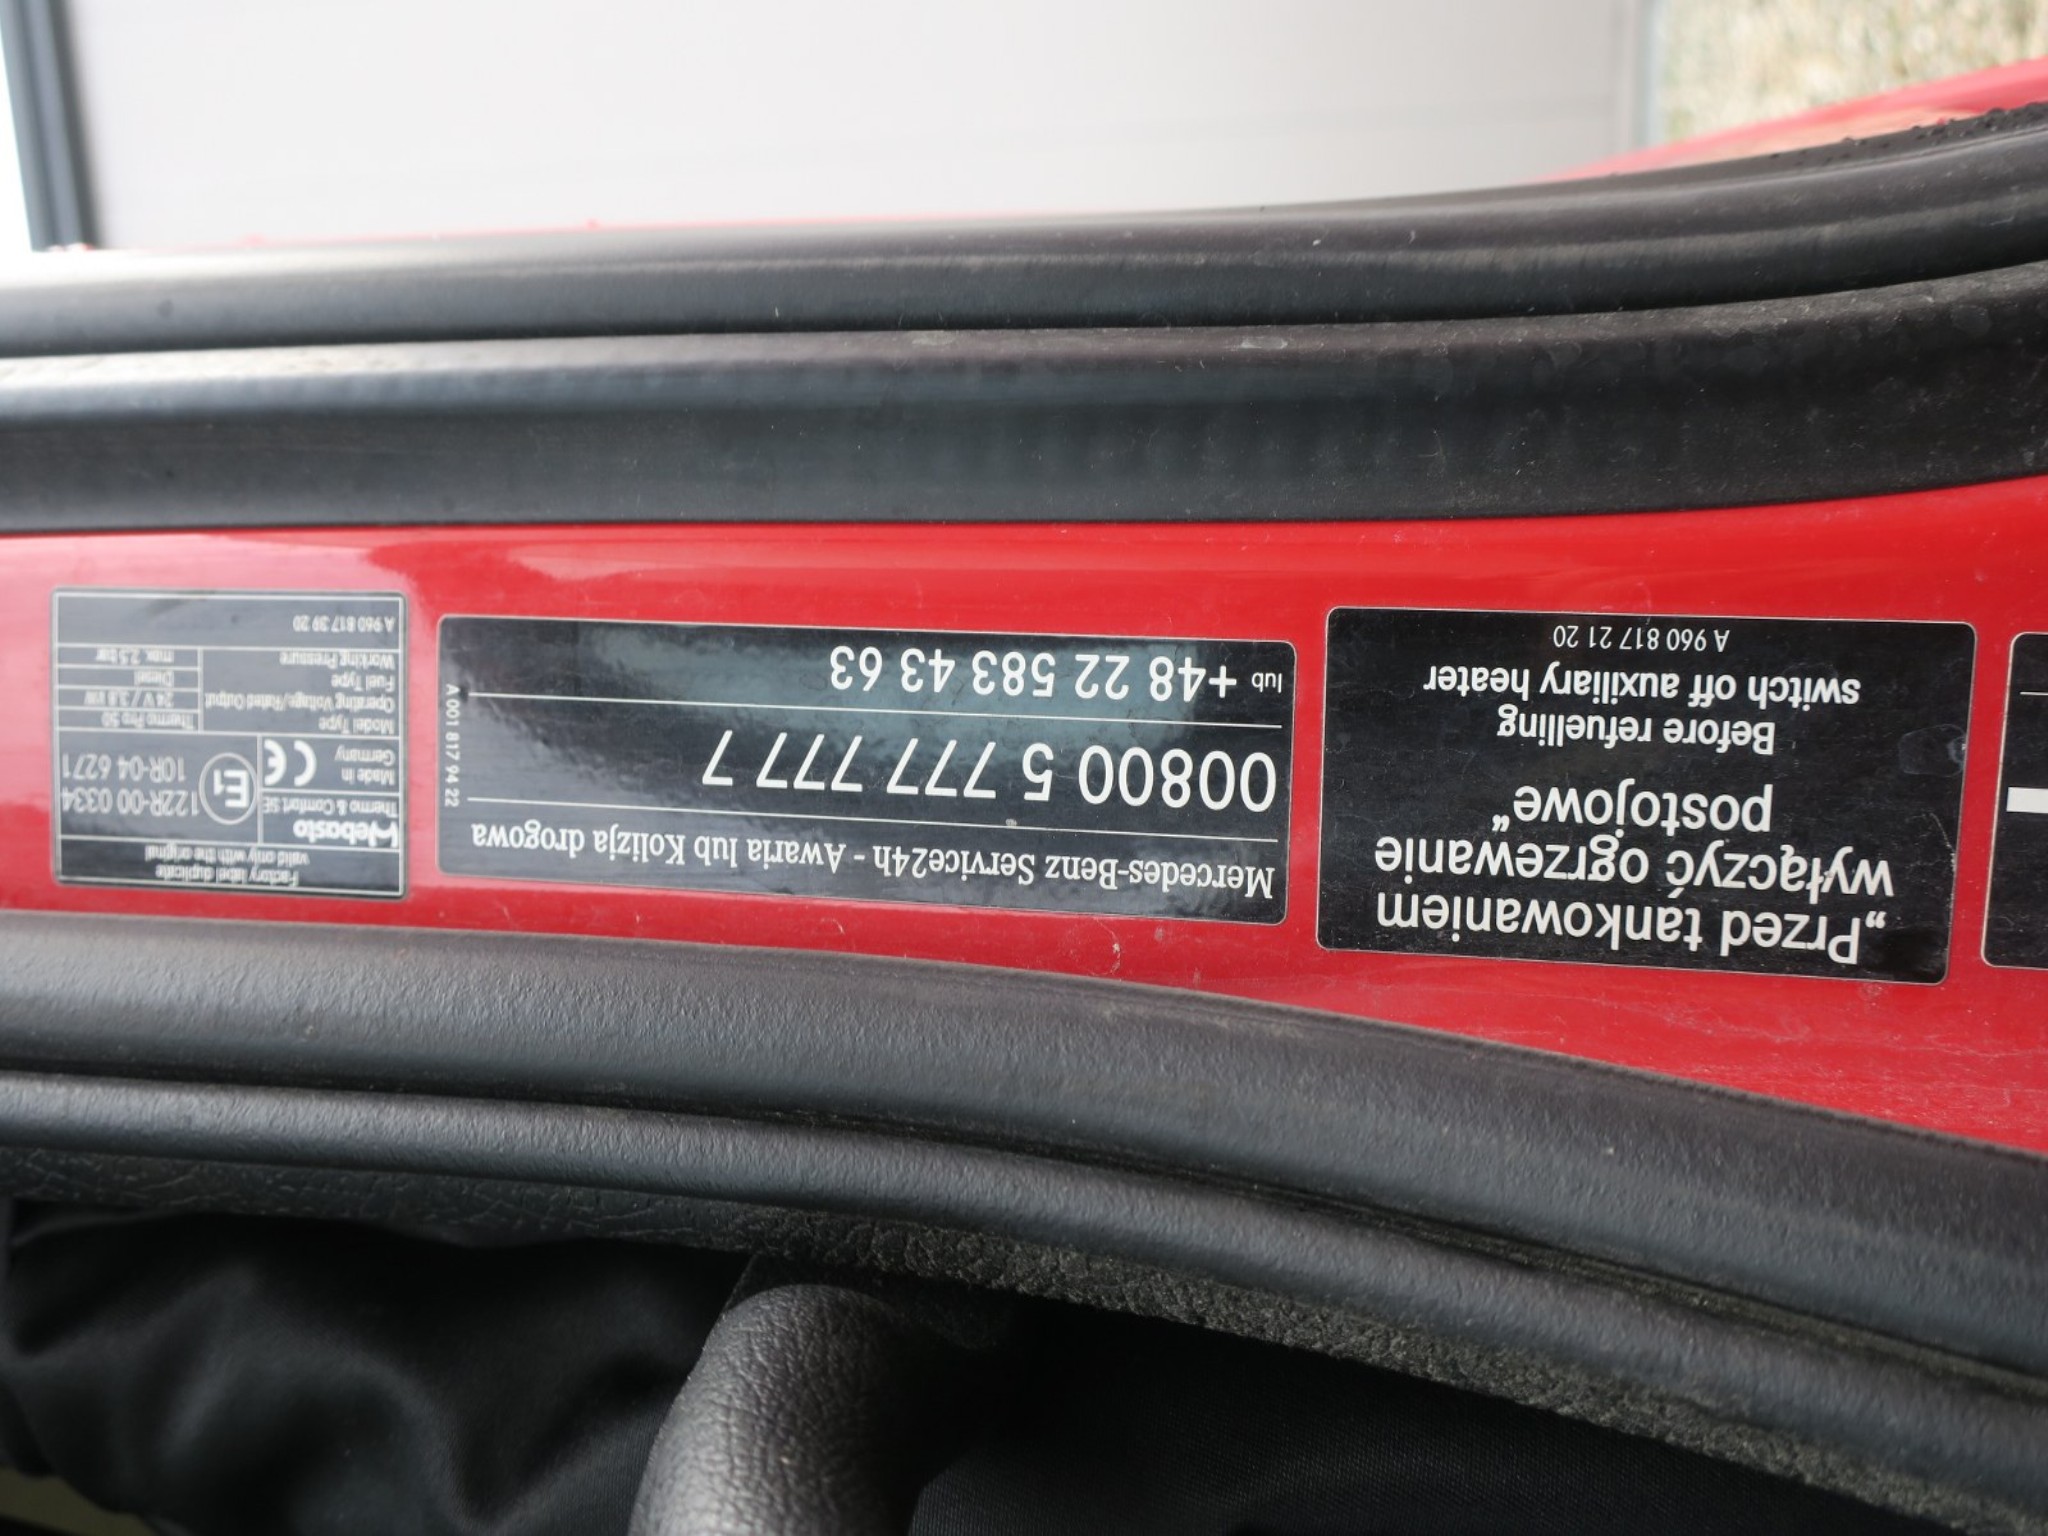 „Przed tankowaniem
wyłączyć ogrzewanie
postojowe“
Before refuelling
switch off auxiliary heater
A 960 817 21 20
Mercedes-Benz Service24h - Awaria lub Kolizja drogowa
00800 5 777 777 7
lub +48 22 583 43 63
A 001 817 94 22
Factory label duplicate
valid only with the original
Webasto
Thermo & Comfort SE
Made in
Germany
CE
E1
122R-00 0334
10R-04 6271
Model Type Thermo Pro 50
Operating Voltage/Rated Output 24 V / 3.8 kW
Fuel Type Diesel
Working Pressure max 2.5 bar
A 960 817 39 20